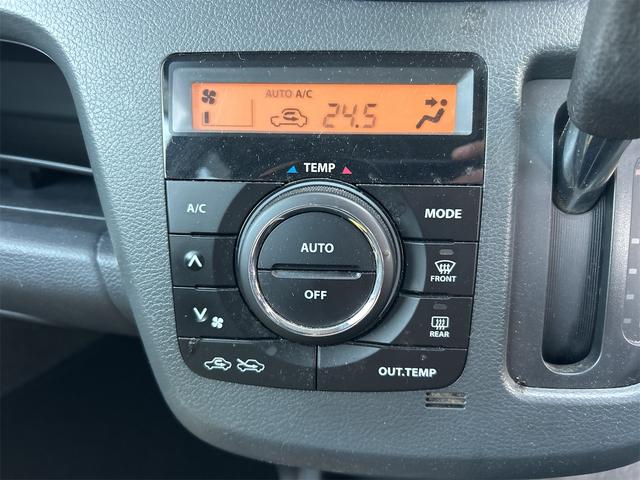 AUTO A/C
24.5
TEMP
A/C
MODE
AUTO
OFF
FRONT
REAR
OUT.TEMP